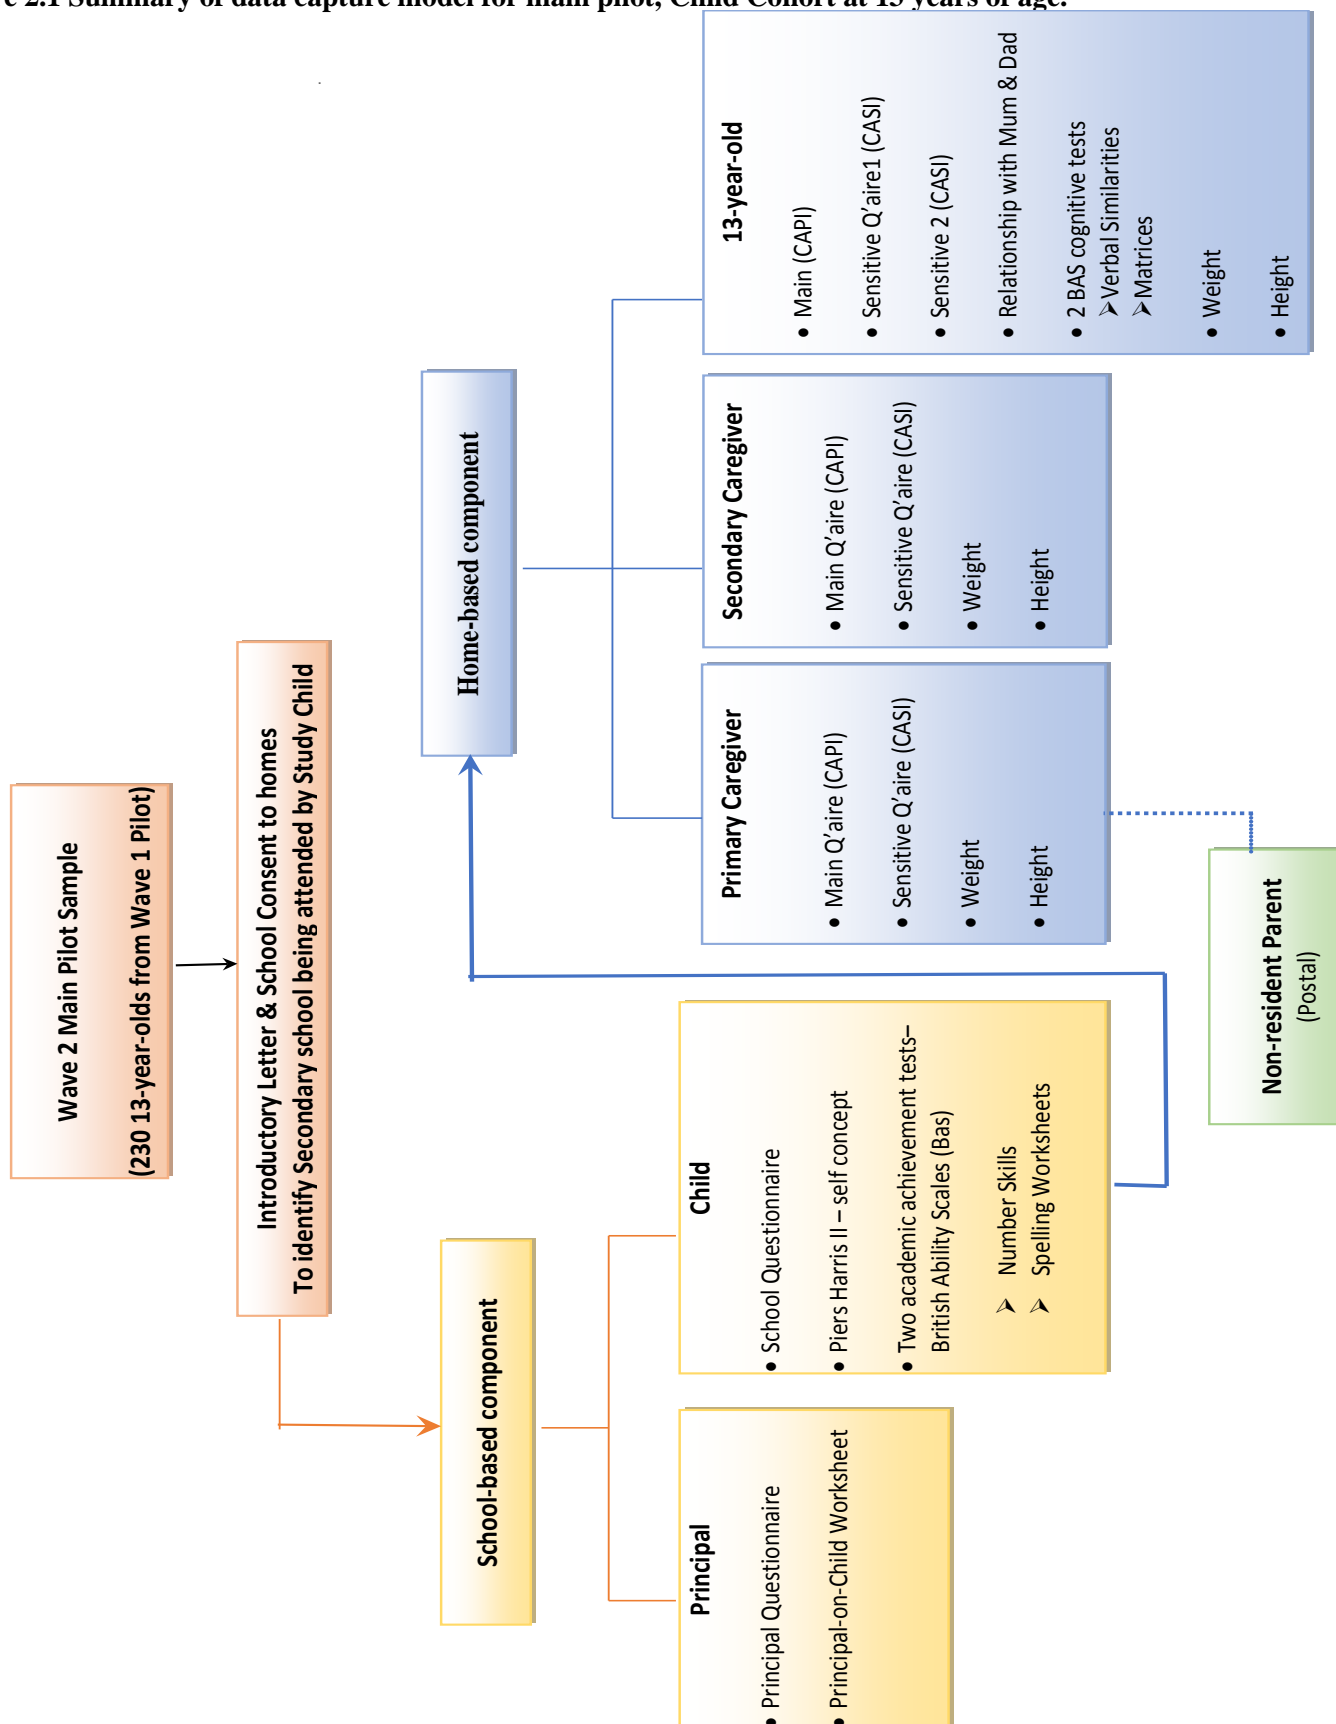 e 2.1 Summary of data capture model for main pilot, Child Cohort at 13 years of age.
Wave 2 Main Pilot Sample
(230 13-year-olds from Wave 1 Pilot)
Introductory Letter & School Consent to homes
To identify Secondary school being attended by Study Child
School-based component
Home-based component
Principal
• Principal Questionnaire
• Principal-on-Child Worksheet
Child
• School Questionnaire
• Piers Harris II – self concept
• Two academic achievement tests–
British Ability Scales (Bas)
➢ Number Skills
➢ Spelling Worksheets
Primary Caregiver
• Main Q’aire (CAPI)
• Sensitive Q’aire (CASI)
• Weight
• Height
Secondary Caregiver
• Main Q’aire (CAPI)
• Sensitive Q’aire (CASI)
• Weight
• Height
13-year-old
• Main (CAPI)
• Sensitive Q’aire1 (CASI)
• Sensitive 2 (CASI)
• Relationship with Mum & Dad
• 2 BAS cognitive tests
➢Verbal Similarities
➢Matrices
• Weight
• Height
Non-resident Parent
(Postal)